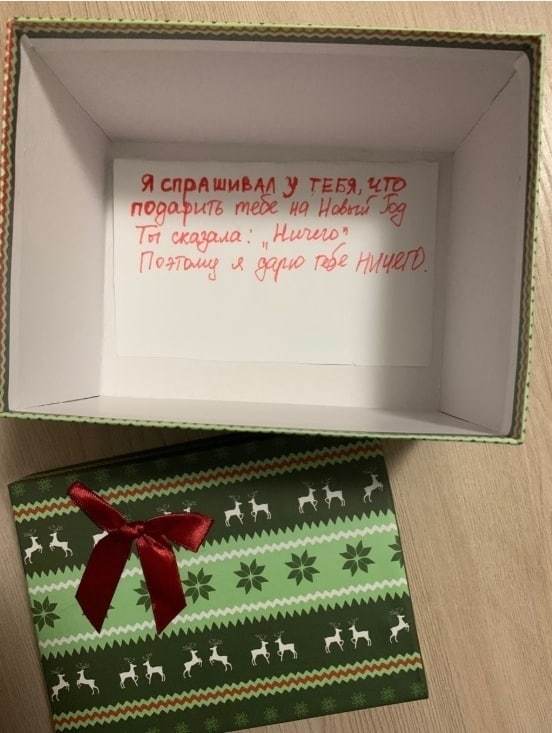 Я СПРАШИВАЛ У ТЕБЯ, ЧТО
подарить тебе на Новый Год
Ты сказала: „Ничего"
Поэтому я дарю тебе НИЧЕГО.